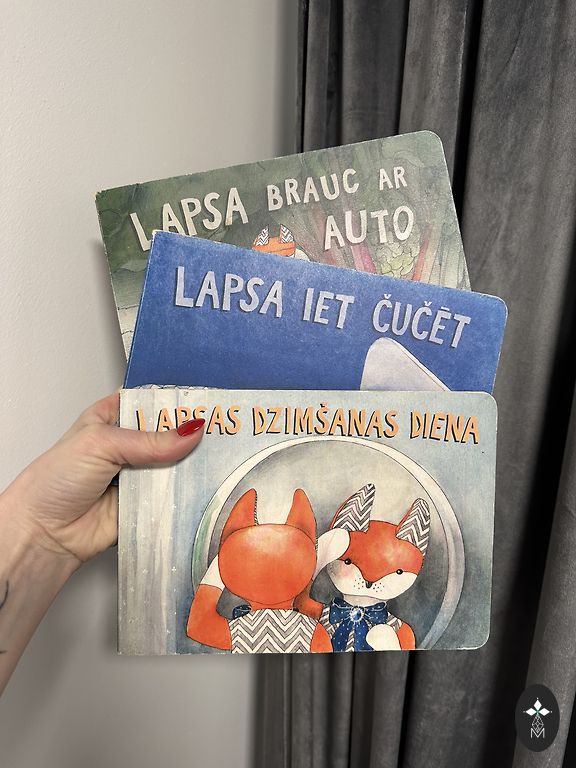 LAPSA BRAUC AR
AUTO
LAPSA IET ČUČĒT
LAPSAS DZIMŠANAS DIENA
M